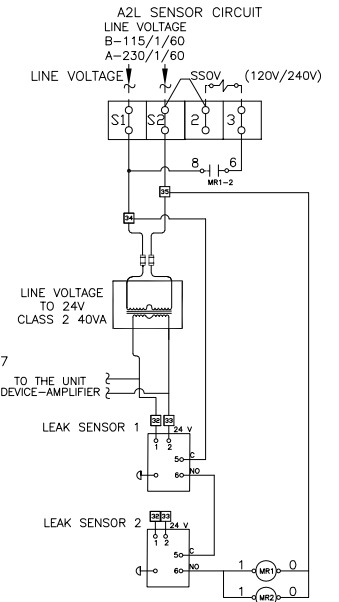 A2L SENSOR CIRCUIT
LINE VOLTAGE
B-115/1/60
A-230/1/60
LINE VOLTAGE
SSOV
(120V/240V)
S1
S2
2
3
8
6
MR1-2
35
34
LINE VOLTAGE
TO 24V
CLASS 2 40VA
7
TO THE UNIT
DEVICE-AMPLIFIER
32 33
24 V
LEAK SENSOR 1
1 2
5 C
6 NO
32 33
24 V
LEAK SENSOR 2
1 2
5 C
6 NO
1 MR1 0
1 MR2 0